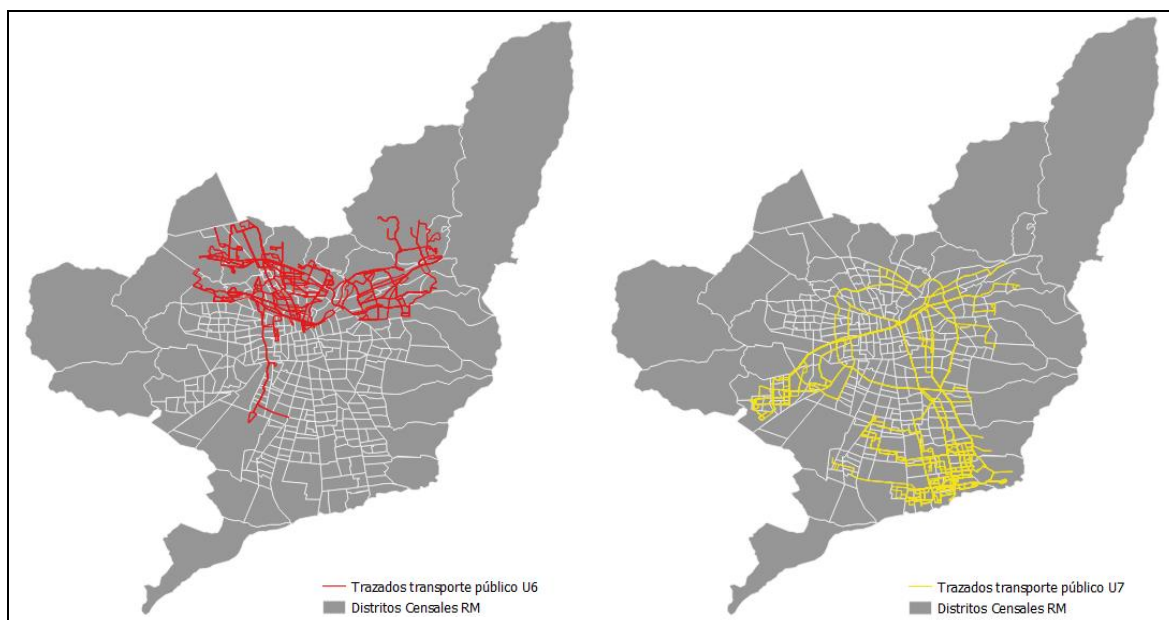 Trazados transporte público U6
Distritos Censales RM
Trazados transporte público U7
Distritos Censales RM